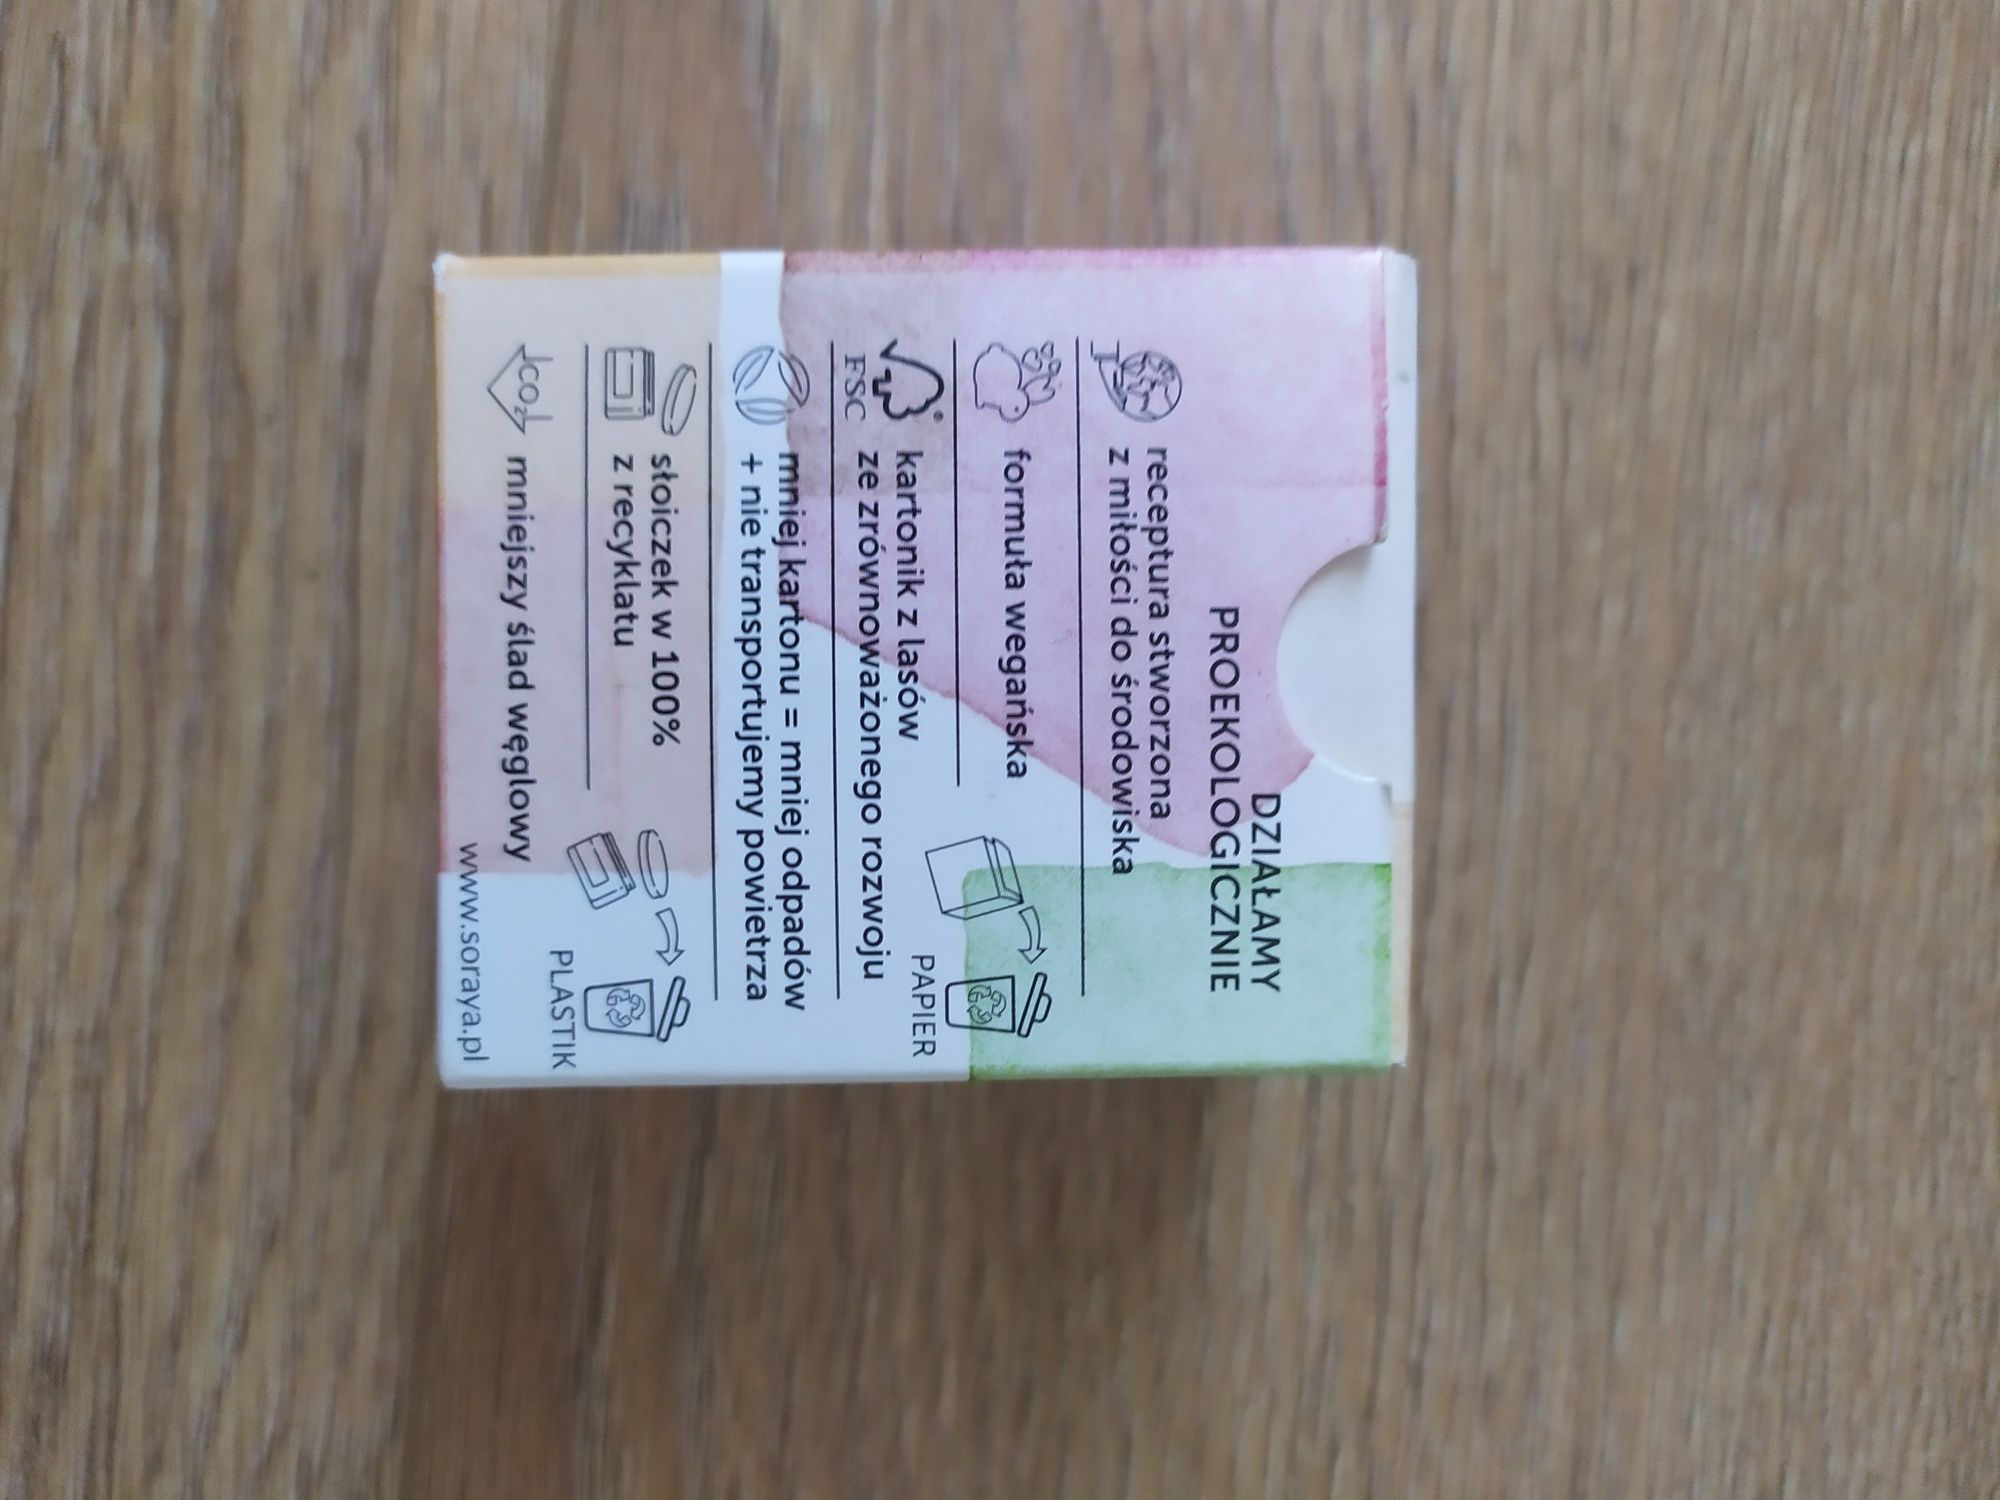 DZIAŁAMY
PROEKOLOGICZNIE
receptura stworzona
z miłości do środowiska
formuła wegańska
PAPIER
FSC®
kartonik z lasów
ze zrównoważonego rozwoju
mniej kartonu = mniej odpadów
+ nie transportujemy powietrza
słoiczek w 100%
z recyklatu
PLASTIK
CO₂
mniejszy ślad węglowy
www.soraya.pl